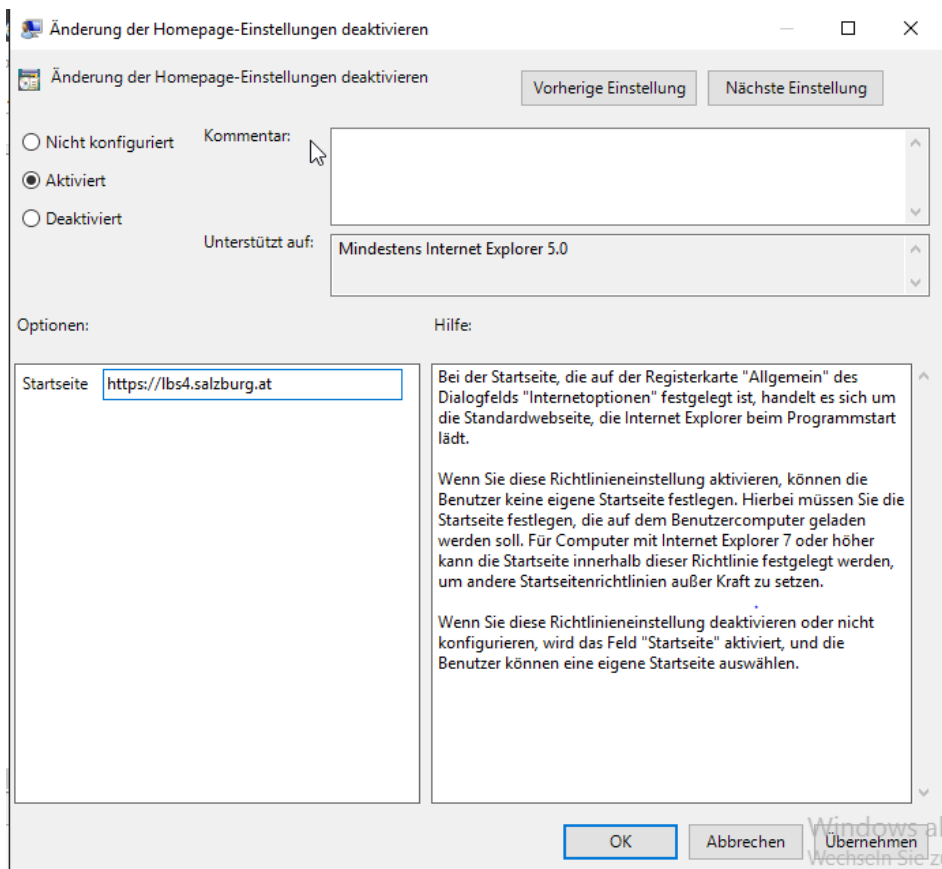 Änderung der Homepage-Einstellungen deaktivieren
Änderung der Homepage-Einstellungen deaktivieren
Vorherige Einstellung
Nächste Einstellung
Nicht konfiguriert
Aktiviert
Deaktiviert
Kommentar:
Unterstützt auf:
Mindestens Internet Explorer 5.0
Optionen:
Hilfe:
Startseite
https://lbs4.salzburg.at
Bei der Startseite, die auf der Registerkarte "Allgemein" des
Dialogfelds "Internetoptionen" festgelegt ist, handelt es sich um
die Standardwebseite, die Internet Explorer beim Programmstart
lädt.
Wenn Sie diese Richtlinieneinstellung aktivieren, können die
Benutzer keine eigene Startseite festlegen. Hierbei müssen Sie die
Startseite festlegen, die auf dem Benutzercomputer geladen
werden soll. Für Computer mit Internet Explorer 7 oder höher
kann die Startseite innerhalb dieser Richtlinie festgelegt werden,
um andere Startseitenrichtlinien außer Kraft zu setzen.
Wenn Sie diese Richtlinieneinstellung deaktivieren oder nicht
konfigurieren, wird das Feld "Startseite" aktiviert, und die
Benutzer können eine eigene Startseite auswählen.
OK
Abbrechen
Übernehmen
Windows
Wechseln Sie